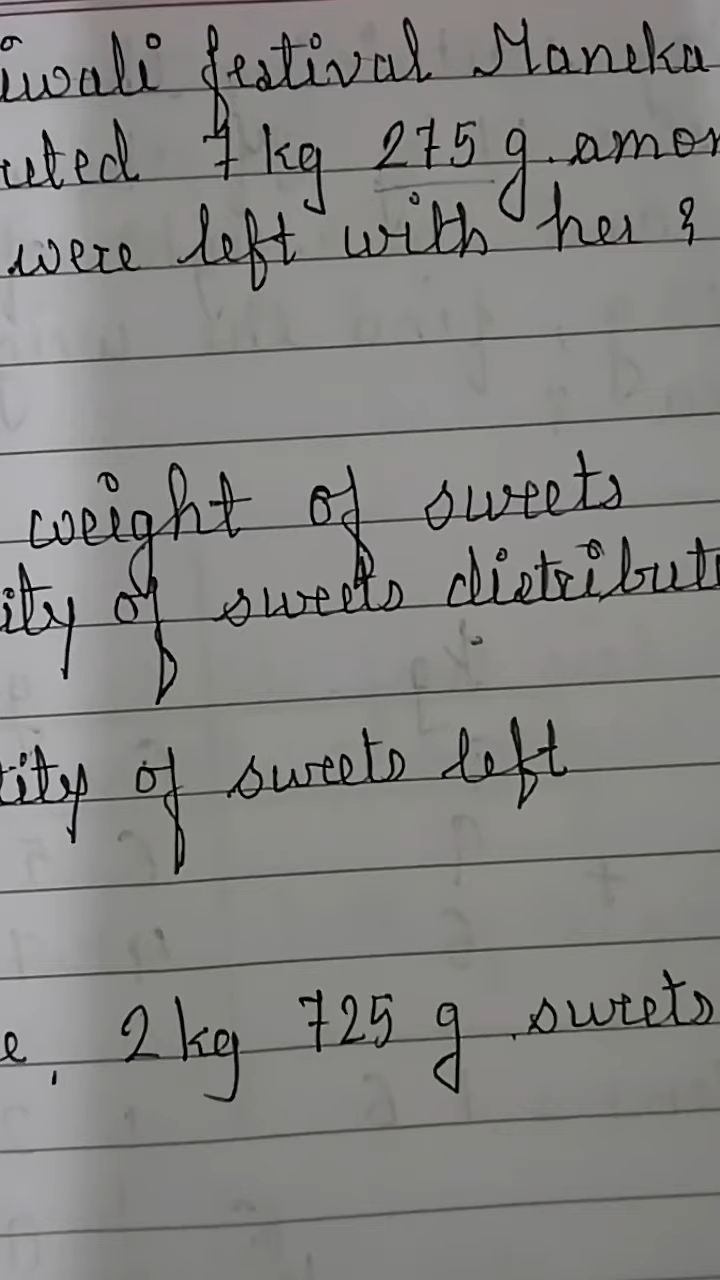 iwali festival Maneka
uted 7 kg 275 g. amon
were left with her ?
weight of sweets
ity of sweets distribut
tity of sweets left
e, 2 kg 725 g sweets